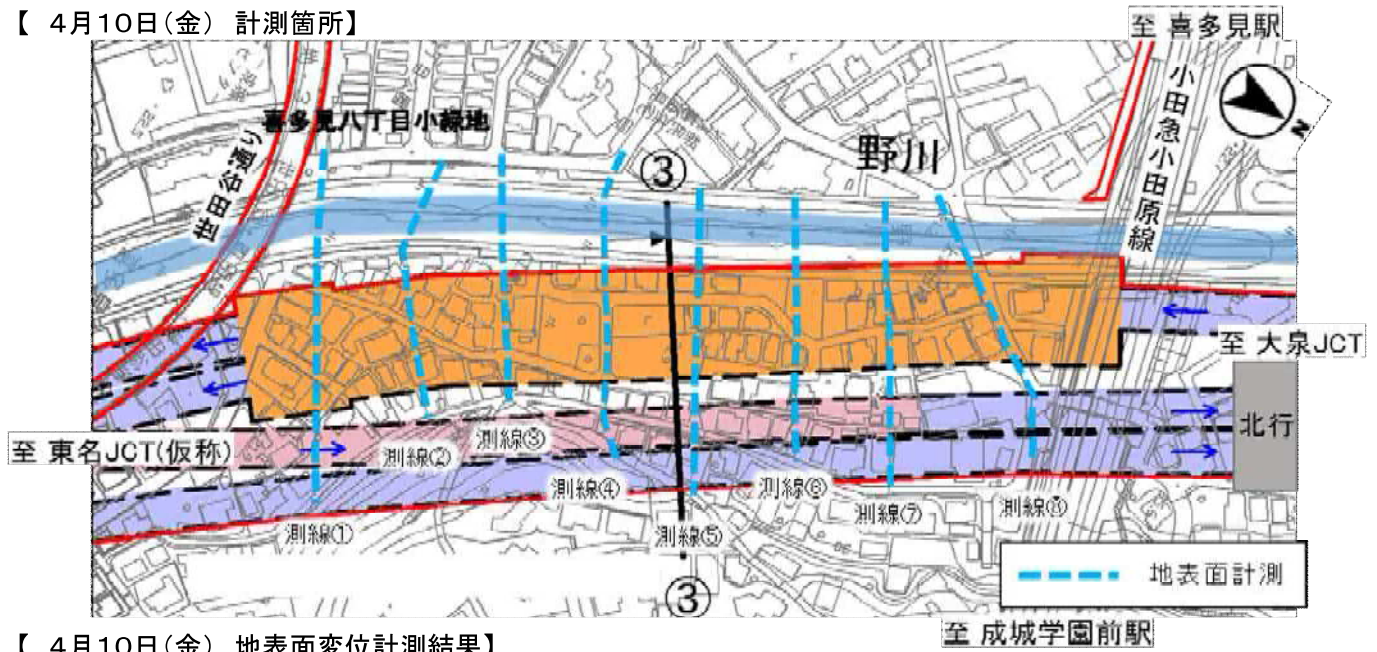 【 4月10日(金) 計測箇所】
至 喜多見駅
小田急小田原線
N
喜多見八丁目小緑地
世田谷通り
野川
③
至 大泉JCT
北行
至 東名JCT(仮称)
測線①
測線②
測線③
測線④
測線⑤
測線⑥
測線⑦
測線⑧
③
地表面計測
至 成城学園前駅
【 4月10日(金) 地表面変位計測結果】